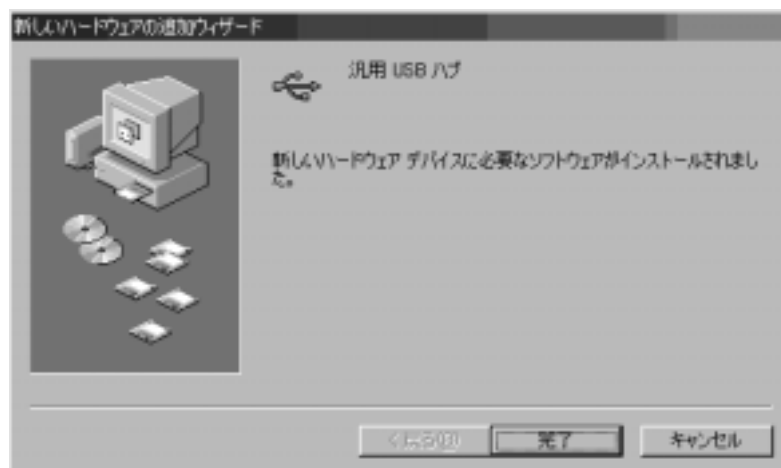 新しいハードウェアの追加ウィザード
汎用 USB ハブ
新しいハードウェア デバイスに必要なソフトウェアがインストールされまし
た。
< 戻る(B)
完了
キャンセル